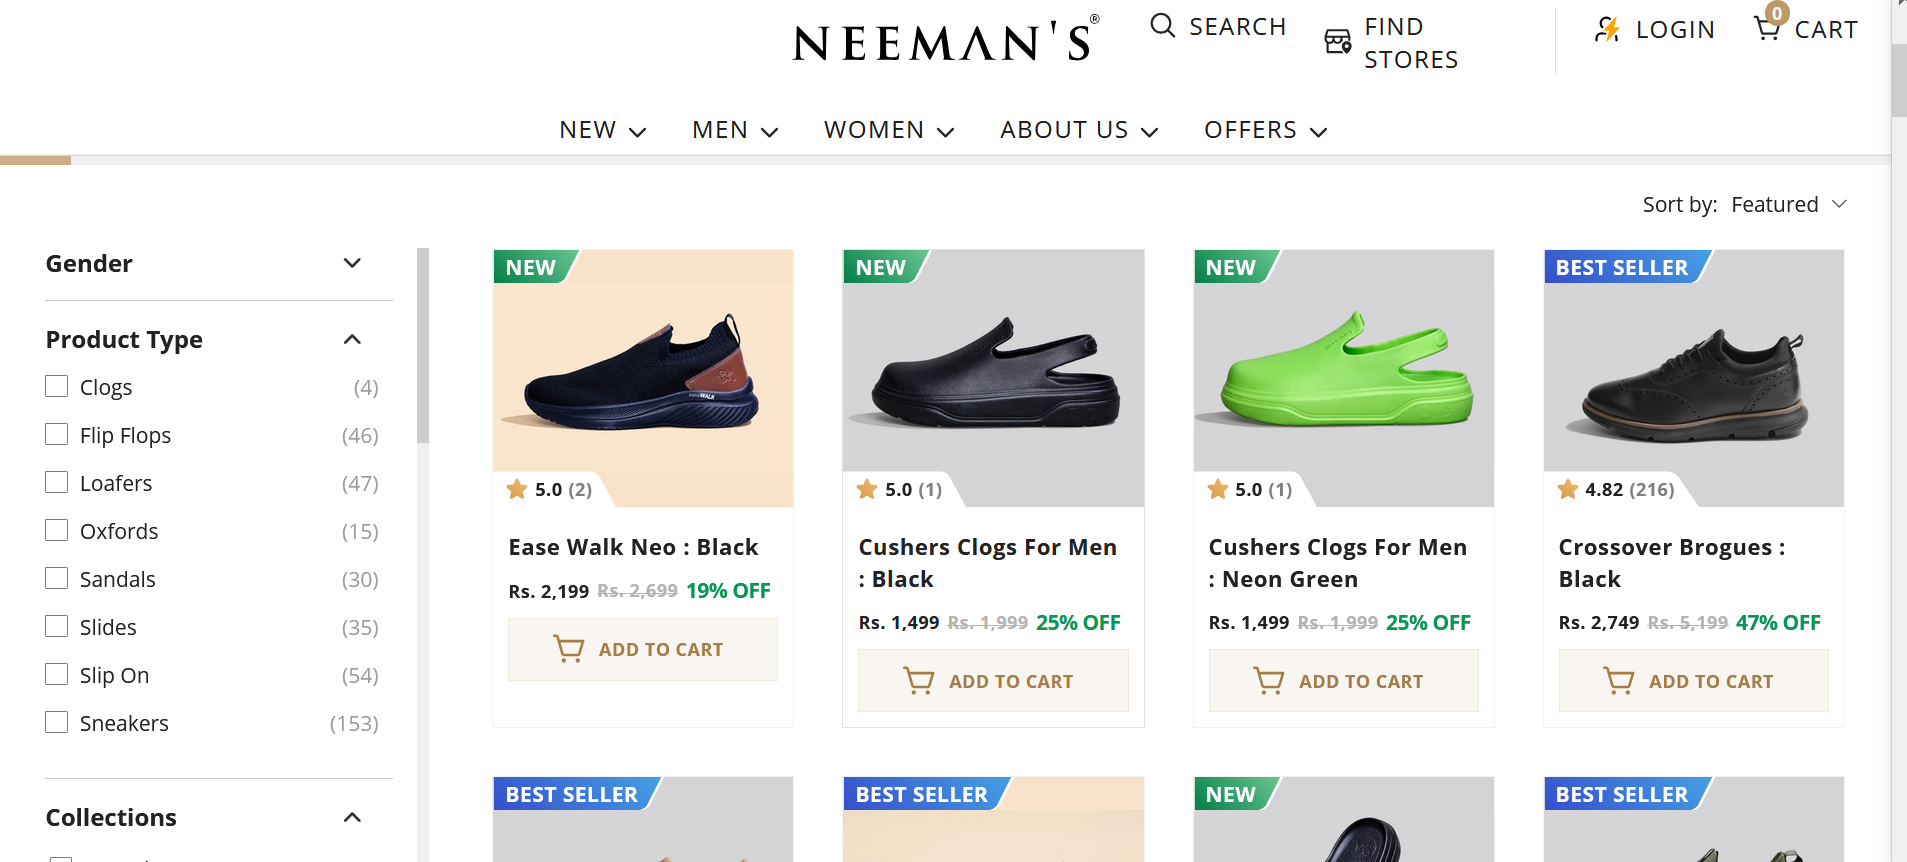 NEEMAN'S®
SEARCH
FIND
STORES
LOGIN
0
CART
NEW
MEN
WOMEN
ABOUT US
OFFERS
Sort by: Featured
Gender
Product Type
Clogs (4)
Flip Flops (46)
Loafers (47)
Oxfords (15)
Sandals (30)
Slides (35)
Slip On (54)
Sneakers (153)
Collections
NEW
easeWALK
5.0 (2)
Ease Walk Neo : Black
Rs. 2,199 Rs. 2,699 19% OFF
ADD TO CART
NEW
5.0 (1)
Cushers Clogs For Men
: Black
Rs. 1,499 Rs. 1,999 25% OFF
ADD TO CART
NEW
5.0 (1)
Cushers Clogs For Men
: Neon Green
Rs. 1,499 Rs. 1,999 25% OFF
ADD TO CART
BEST SELLER
4.82 (216)
Crossover Brogues :
Black
Rs. 2,749 Rs. 5,199 47% OFF
ADD TO CART
BEST SELLER
BEST SELLER
NEW
BEST SELLER